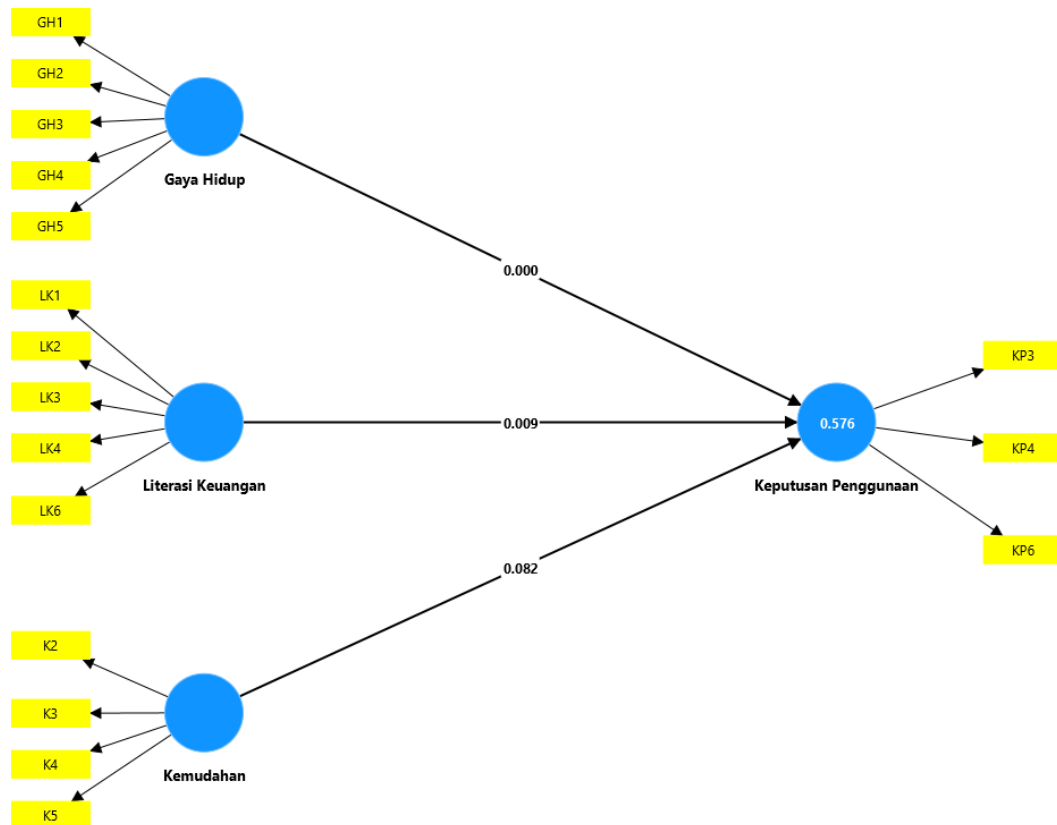 GH1
GH2
GH3
GH4
GH5
Gaya Hidup
0.000
LK1
LK2
LK3
LK4
LK6
Literasi Keuangan
0.009
K2
K3
K4
K5
Kemudahan
0.082
0.576
Keputusan Penggunaan
KP3
KP4
KP6